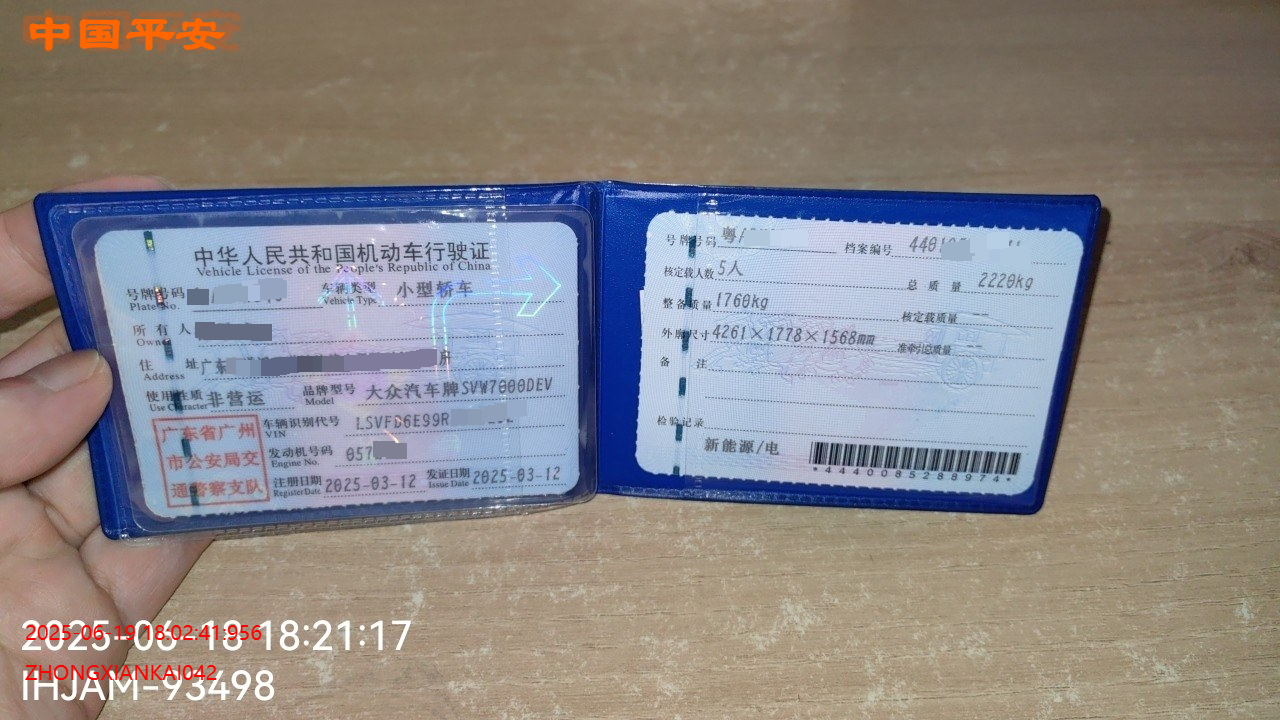 中国平安
中华人民共和国机动车行驶证
Vehicle License of the People's Republic of China
号牌号码
Plate No.
车辆类型 小型轿车
Vehicle Type
所有人
Owner
住址 广东
Address
使用性质 非营运
Use Character
品牌型号 大众汽车牌SVW7000DEV
Model
广东省广州
市公安局交
通警察支队
车辆识别代号 LSVFD6E99R
VIN
发动机号码 057
Engine No.
注册日期 2025-03-12
Register Date
发证日期 2025-03-12
Issue Date
号牌号码 粤
档案编号 4401
核定载人数 5人
总质量 2220kg
整备质量 1760kg
核定载质量 --
外廓尺寸 4261×1778×1568mm
准牵引总质量 --
备注
检验记录
新能源/电
*4440085288974*
2025-06-18 18:21:17
2025-06-19 18:02:41:956
ZHONGXIANKAI042
IHJAM-93498